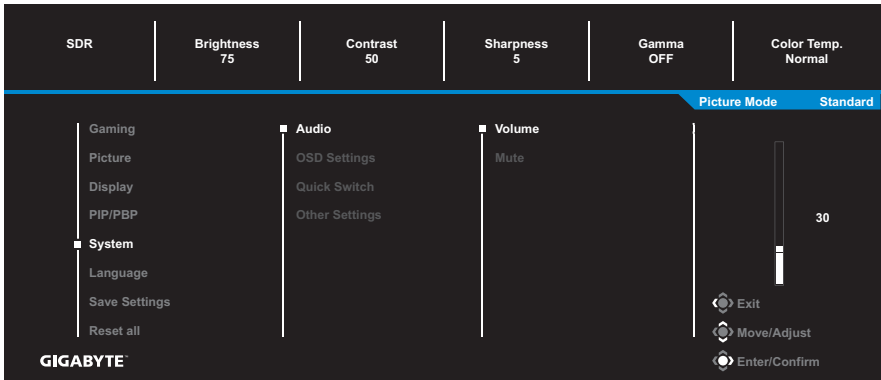 SDR Brightness Contrast Sharpness Gamma Color Temp.
75 50 5 OFF Normal
Picture Mode Standard
Gaming Audio Volume
Picture OSD Settings Mute
Display Quick Switch
PIP/PBP Other Settings 30
System
Language
Save Settings Exit
Reset all Move/Adjust
GIGABYTE™ Enter/Confirm